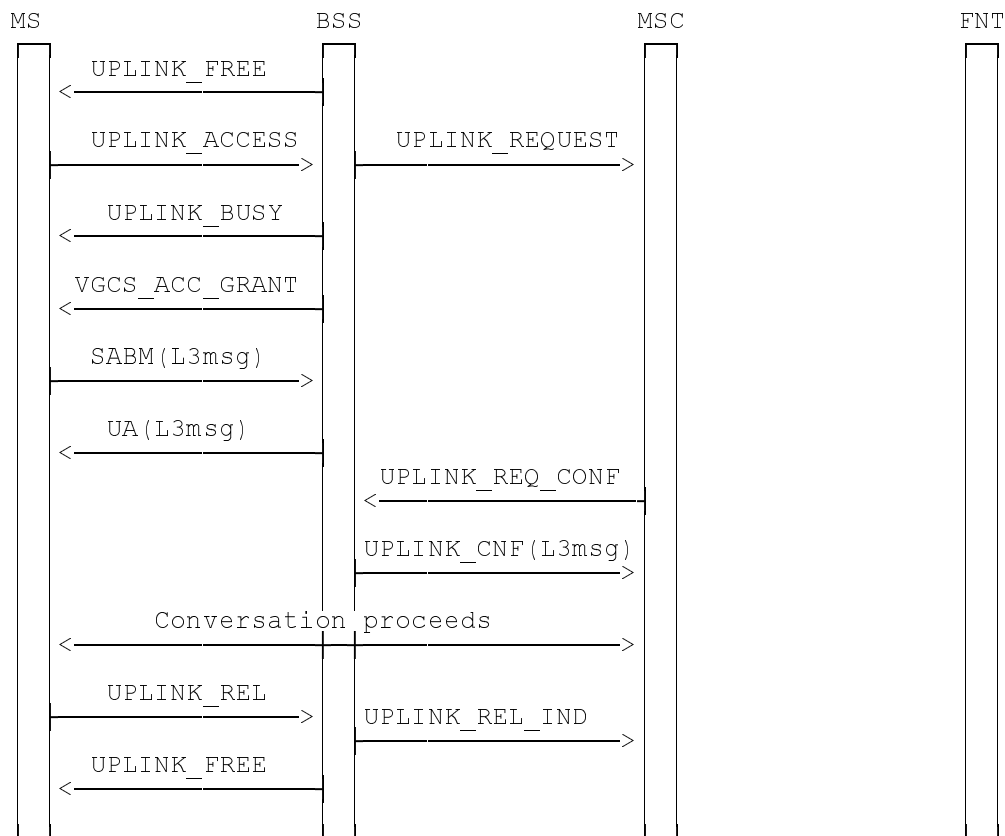 MS BSS MSC FNT
UPLINK_FREE
UPLINK_ACCESS UPLINK_REQUEST
UPLINK_BUSY
VGCS_ACC_GRANT
SABM(L3msg)
UA(L3msg)
UPLINK_REQ_CONF
UPLINK_CNF(L3msg)
Conversation proceeds
UPLINK_REL
UPLINK_REL_IND
UPLINK_FREE